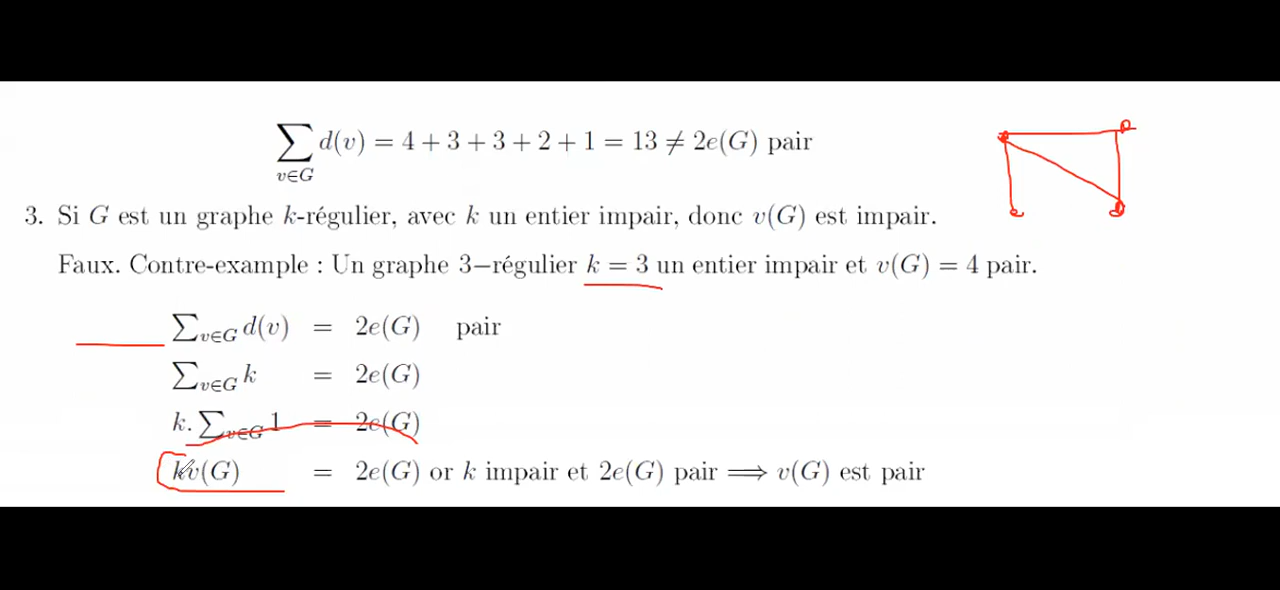 ∑_{v∈G} d(v) = 4 + 3 + 3 + 2 + 1 = 13 ≠ 2e(G) pair
3. Si G est un graphe k-régulier, avec k un entier impair, donc v(G) est impair.
Faux. Contre-example : Un graphe 3−régulier k = 3 un entier impair et v(G) = 4 pair.
∑_{v∈G} d(v) = 2e(G) pair
∑_{v∈G} k = 2e(G)
k.∑_{v∈G} 1 = 2e(G)
kv(G) = 2e(G) or k impair et 2e(G) pair ⟹ v(G) est pair